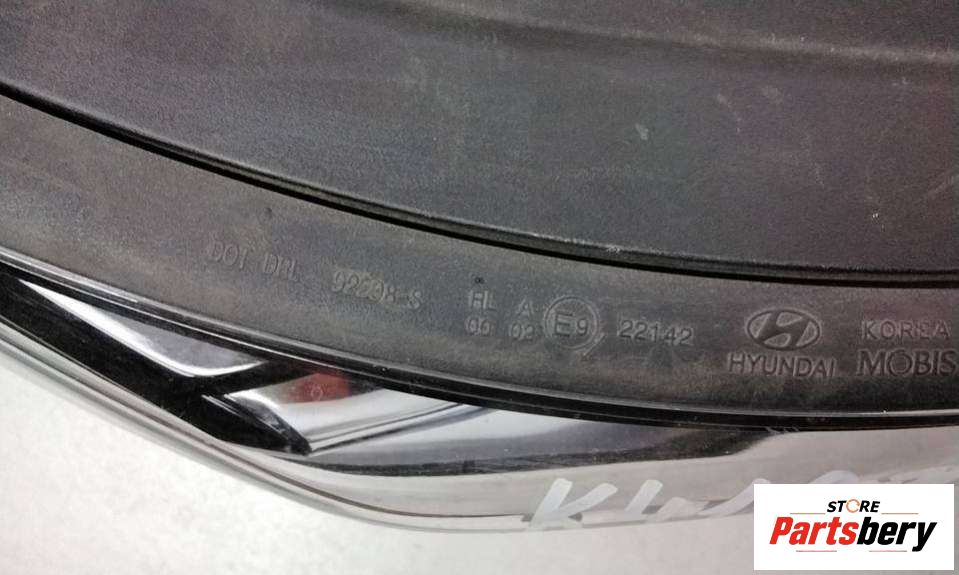 DOT DRL 92208-S
RL A
00 02 E9 22142
HYUNDAI
KOREA
MOBIS
STORE
Partsbery